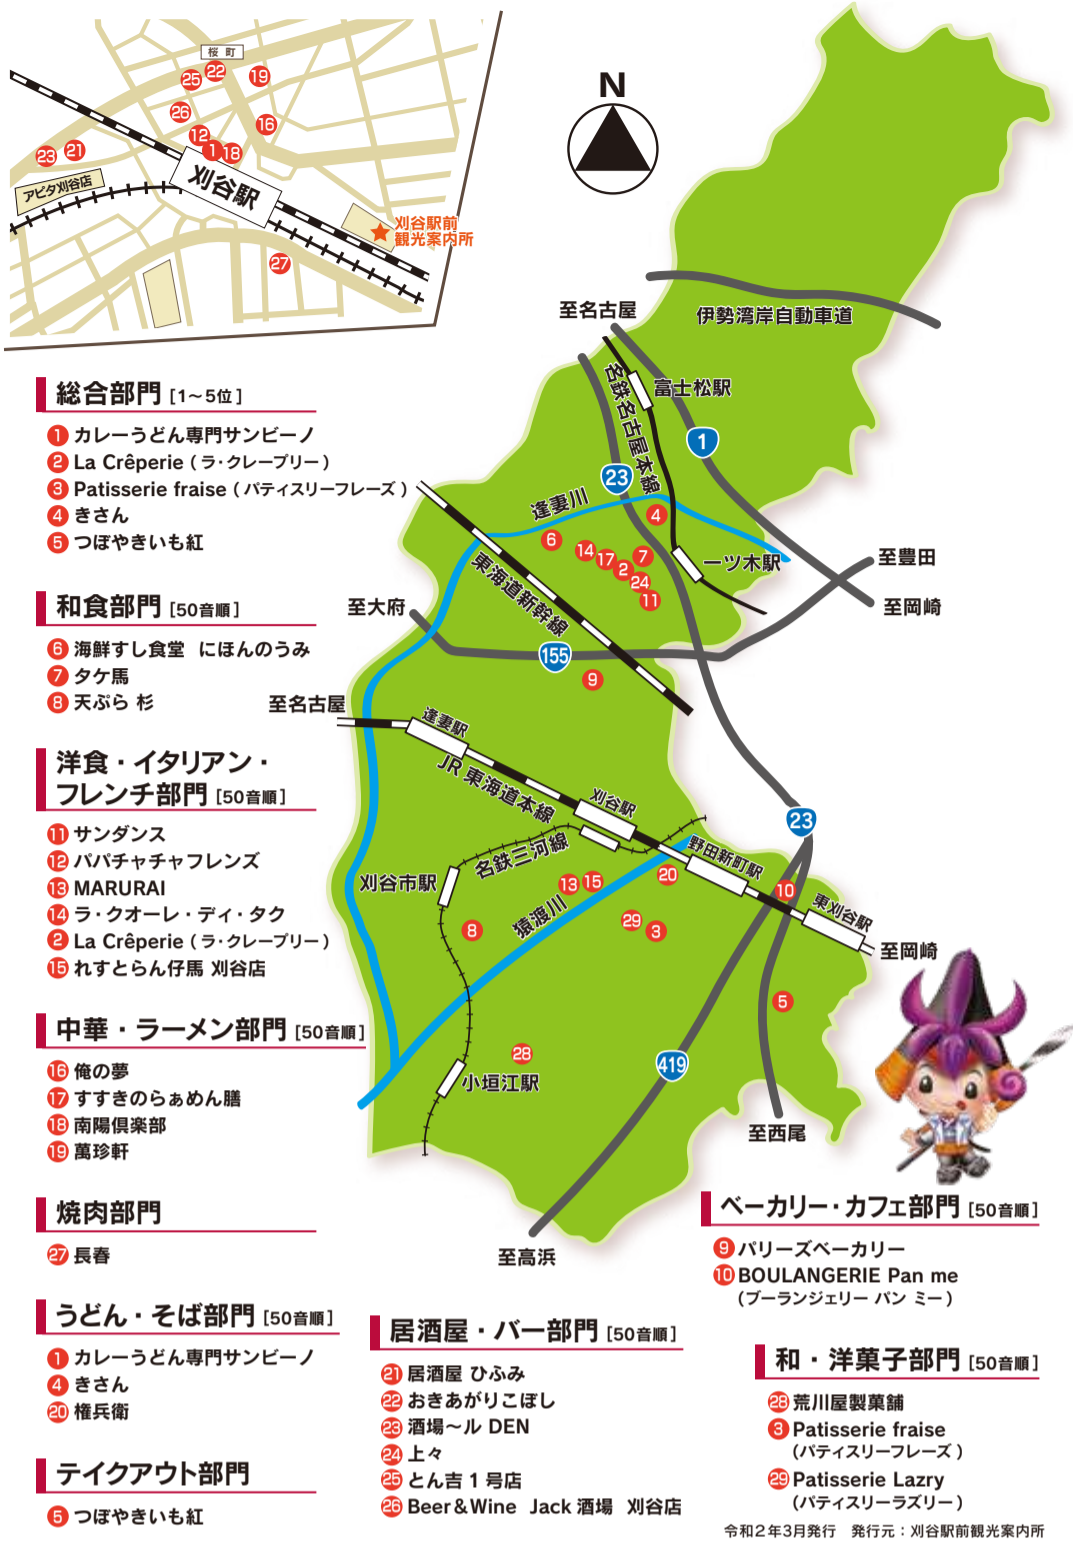 桜 町
25
22
19
26
16
12
1
18
23
21
アピタ刈谷店
刈谷駅
刈谷駅前
観光案内所
27
N
至名古屋
伊勢湾岸自動車道
富士松駅
名鉄名古屋本線
1
23
逢妻川
4
6
14
17
2
7
24
11
一ツ木駅
至豊田
至岡崎
東海道新幹線
至大府
155
9
至名古屋
逢妻駅
JR 東海道本線
刈谷駅
23
野田新町駅
名鉄三河線
刈谷市駅
13
15
20
10
東刈谷駅
猿渡川
8
29
3
至岡崎
5
28
小垣江駅
419
至西尾
至高浜
総合部門 [1〜5位]
1 カレーうどん専門サンビーノ
2 La Crêperie (ラ・クレープリー)
3 Patisserie fraise (パティスリーフレーズ)
4 きさん
5 つぼやきいも紅
和食部門 [50音順]
6 海鮮すし食堂 にほんのうみ
7 タケ馬
8 天ぷら 杉
洋食・イタリアン・
フレンチ部門 [50音順]
11 サンダンス
12 パパチャチャフレンズ
13 MARURAI
14 ラ・クオーレ・ディ・タク
2 La Crêperie (ラ・クレープリー)
15 れすとらん仔馬 刈谷店
中華・ラーメン部門 [50音順]
16 俺の夢
17 すすきのらぁめん膳
18 南陽倶楽部
19 萬珍軒
焼肉部門
27 長春
うどん・そば部門 [50音順]
1 カレーうどん専門サンビーノ
4 きさん
20 権兵衛
テイクアウト部門
5 つぼやきいも紅
居酒屋・バー部門 [50音順]
21 居酒屋 ひふみ
22 おきあがりこぼし
23 酒場〜ル DEN
24 上々
25 とん吉 1 号店
26 Beer&Wine Jack 酒場 刈谷店
ベーカリー・カフェ部門 [50音順]
9 パリーズベーカリー
10 BOULANGERIE Pan me
(ブーランジェリー パン ミー)
和・洋菓子部門 [50音順]
28 荒川屋製菓舗
3 Patisserie fraise
(パティスリーフレーズ)
29 Patisserie Lazry
(パティスリーラズリー)
令和2年3月発行 発行元：刈谷駅前観光案内所